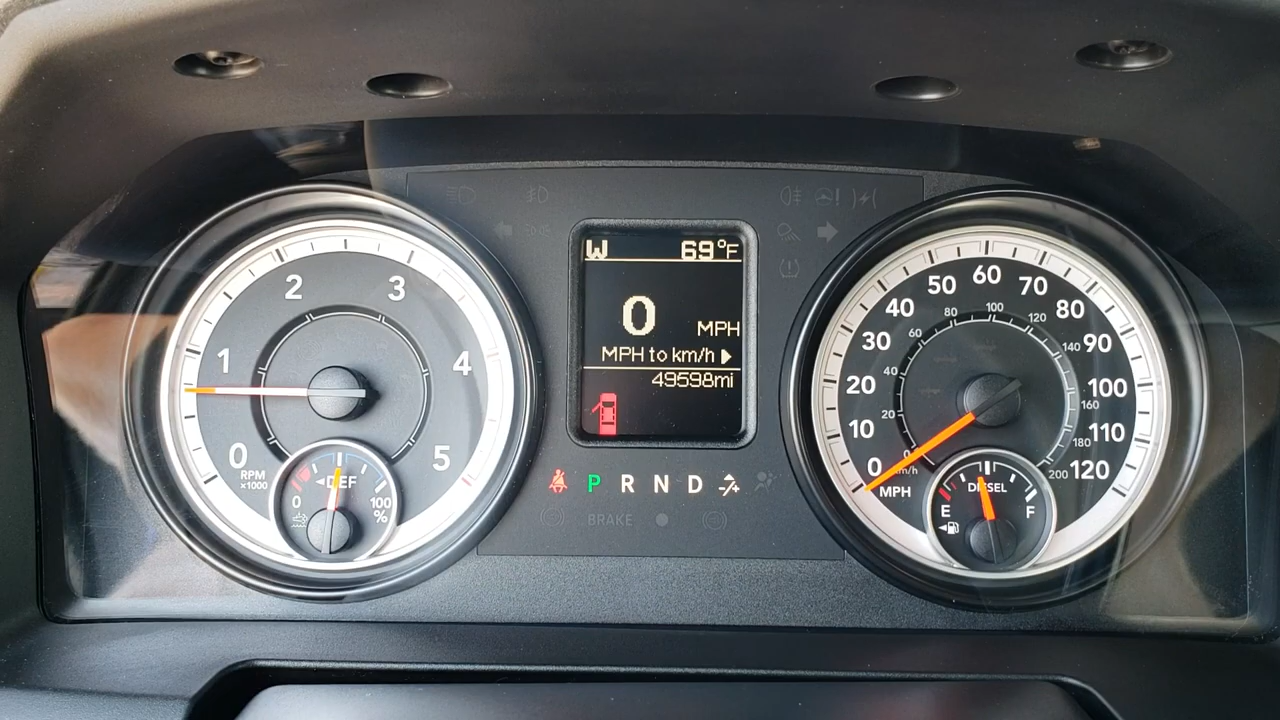 W 69°F
0 MPH
MPH to km/h
49598mi
0 1 2 3 4 5
RPM
x1000
DEF
0 100
%
P R N D
BRAKE
0 10 20 30 40 50 60 70 80 90 100 110 120
MPH
0 20 40 60 80 100 120 140 160 180 200
km/h
DIESEL
E F